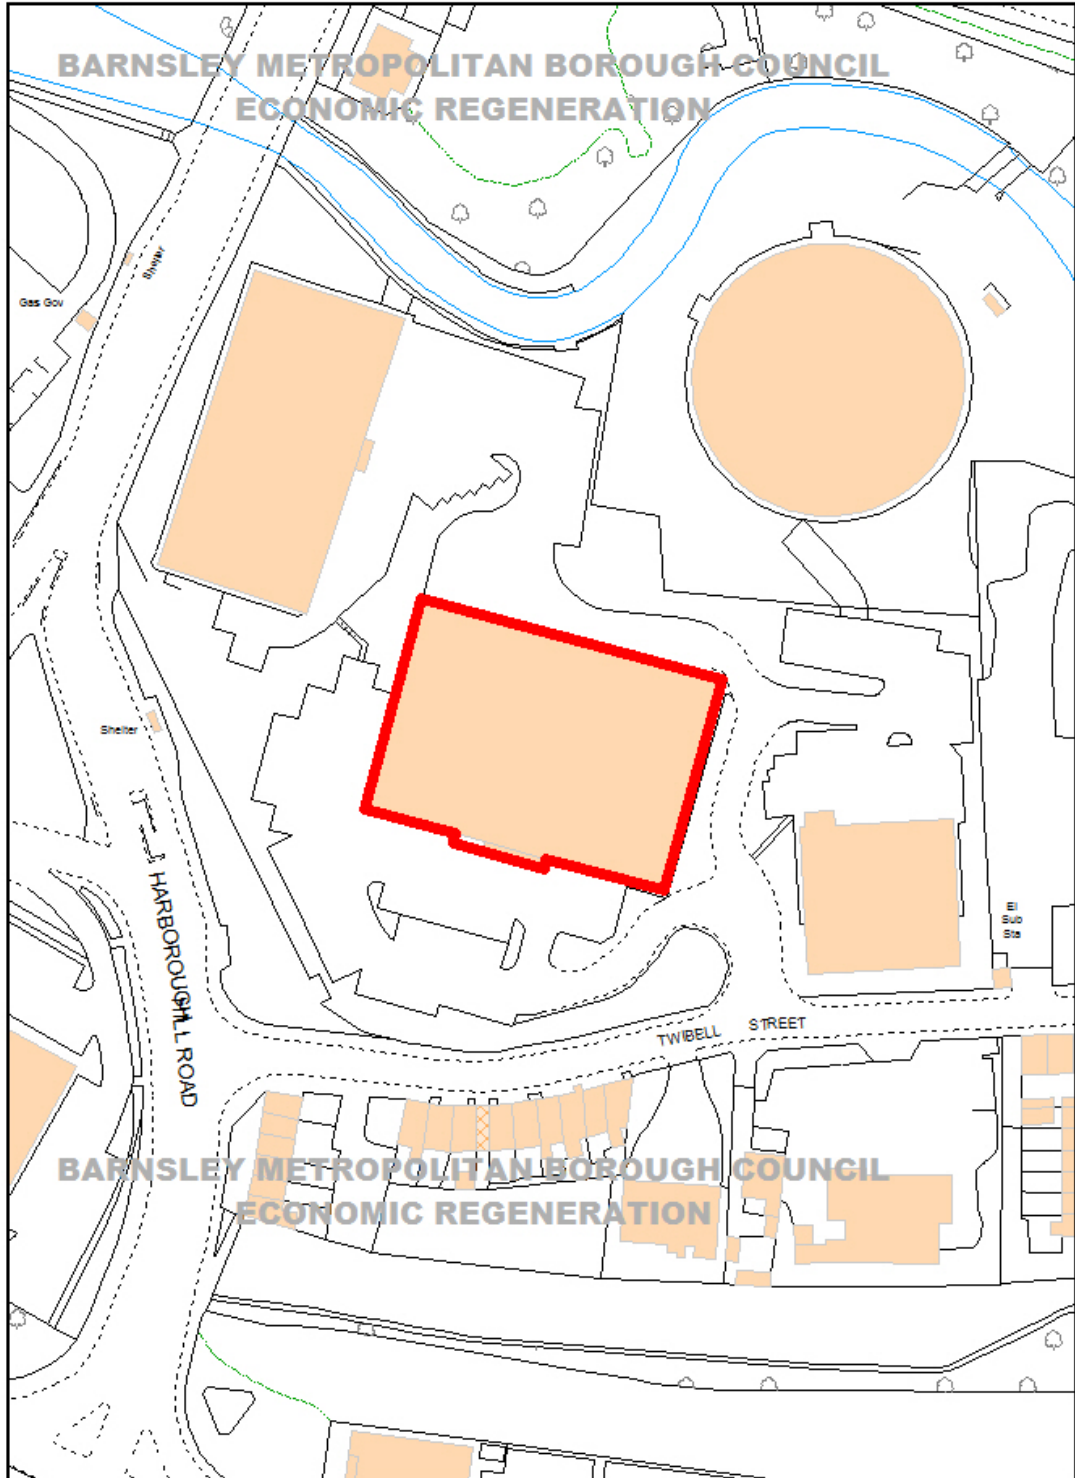 BARNSLEY METROPOLITAN BOROUGH COUNCIL
ECONOMIC REGENERATION
Shelter
Gas Gov
Shelter
HARBOROUGH HILL ROAD
El
Sub
Sta
TWIBELL STREET
BARNSLEY METROPOLITAN BOROUGH COUNCIL
ECONOMIC REGENERATION